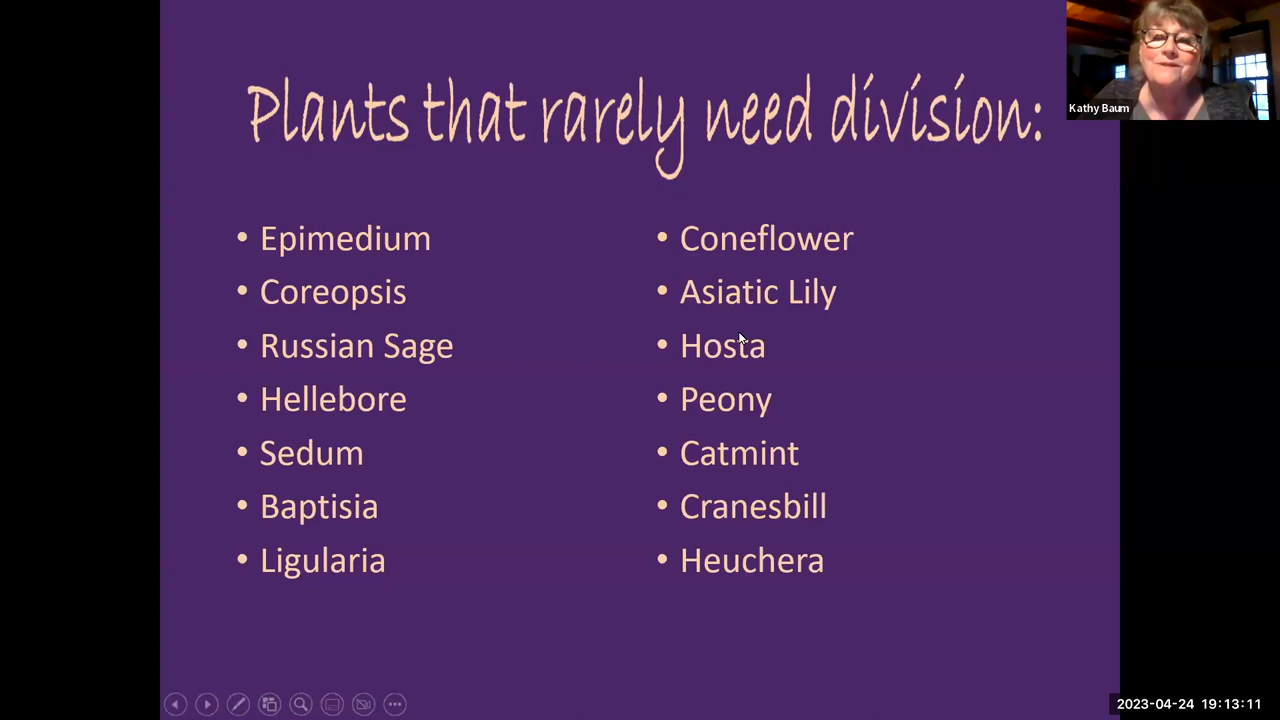 Plants that rarely need division:
Kathy Baum
• Epimedium
• Coreopsis
• Russian Sage
• Hellebore
• Sedum
• Baptisia
• Ligularia
• Coneflower
• Asiatic Lily
• Hosta
• Peony
• Catmint
• Cranesbill
• Heuchera
2023-04-24 19:13:11